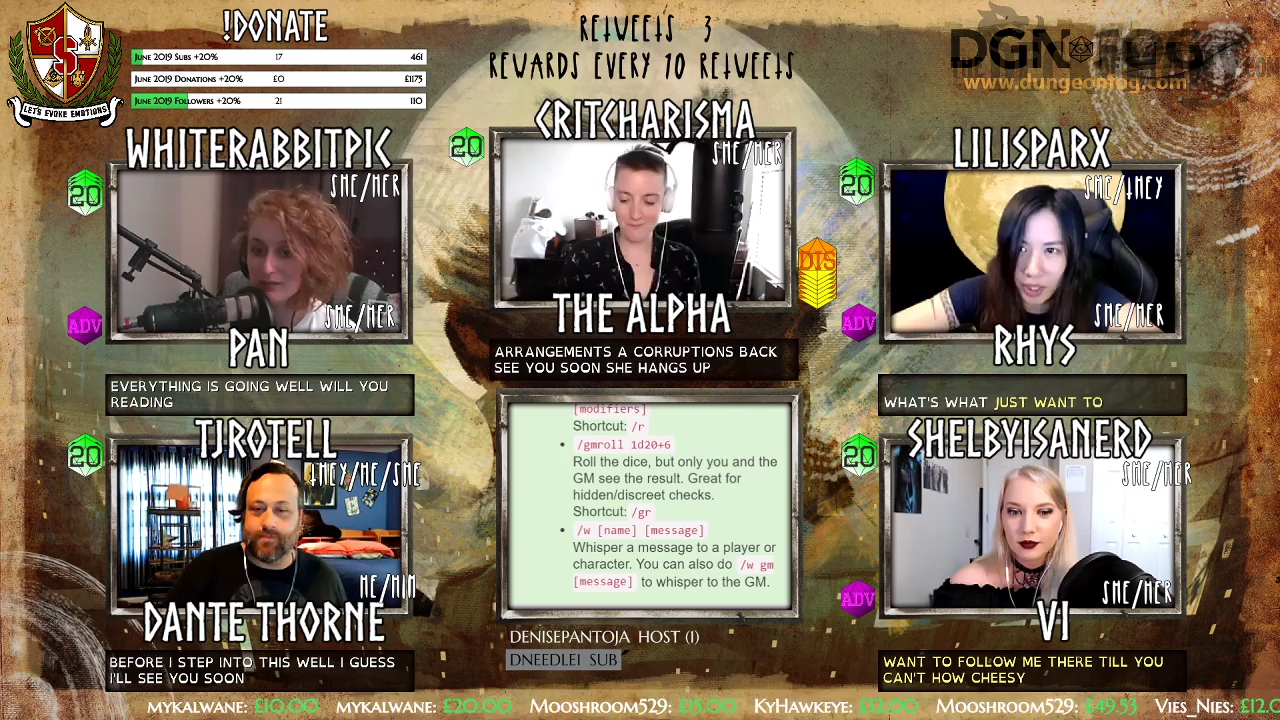 !DONATE
JUNE 2019 SUBS +20% 17 461
JUNE 2019 DONATIONS +20% £0 £1175
JUNE 2019 FOLLOWERS +20% 21 110
LET'S EVOKE EMOTIONS
RETWEETS 3
REWARDS EVERY 10 RETWEETS
DGN FOG
www.dungeonfog.com
WHITERABBITPIC
SHE/HER
20
SHE/HER
ADV
PAN
EVERYTHING IS GOING WELL WILL YOU
READING
CRITCHARISMA
SHE/HER
20
DTS
THE ALPHA
ARRANGEMENTS A CORRUPTIONS BACK
SEE YOU SOON SHE HANGS UP
LILISPARX
SHE/THEY
20
SHE/HER
ADV
RHYS
WHAT'S WHAT JUST WANT TO
TJROTELL
THEY/HE/SHE
20
HE/HIM
DANTE THORNE
BEFORE I STEP INTO THIS WELL I GUESS
I'LL SEE YOU SOON
[modifiers]
Shortcut: /r
• /gmroll 1d20+6
Roll the dice, but only you and the
GM see the result. Great for
hidden/discreet checks.
Shortcut: /gr
• /w [name] [message]
Whisper a message to a player or
character. You can also do /w gm
[message] to whisper to the GM.
DENISEPANTOJA HOST (1)
DNEEDLE1 SUB
SHELBYISANERD
SHE/HER
20
SHE/HER
ADV
VI
WANT TO FOLLOW ME THERE TILL YOU
CAN'T HOW CHEESY
MYKALWANE: £10.00 MYKALWANE: £20.00 MOOSHROOM529: £15.00 KYHAWKEYE: £12.00 MOOSHROOM529: £49.53 VIES_NIES: £12.0